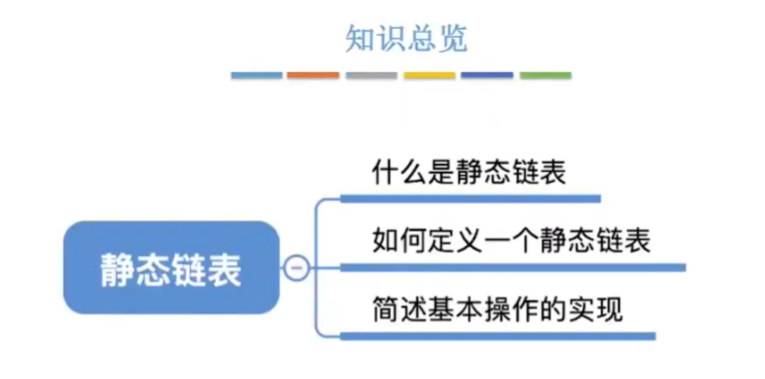 知识总览
什么是静态链表
静态链表
如何定义一个静态链表
简述基本操作的实现